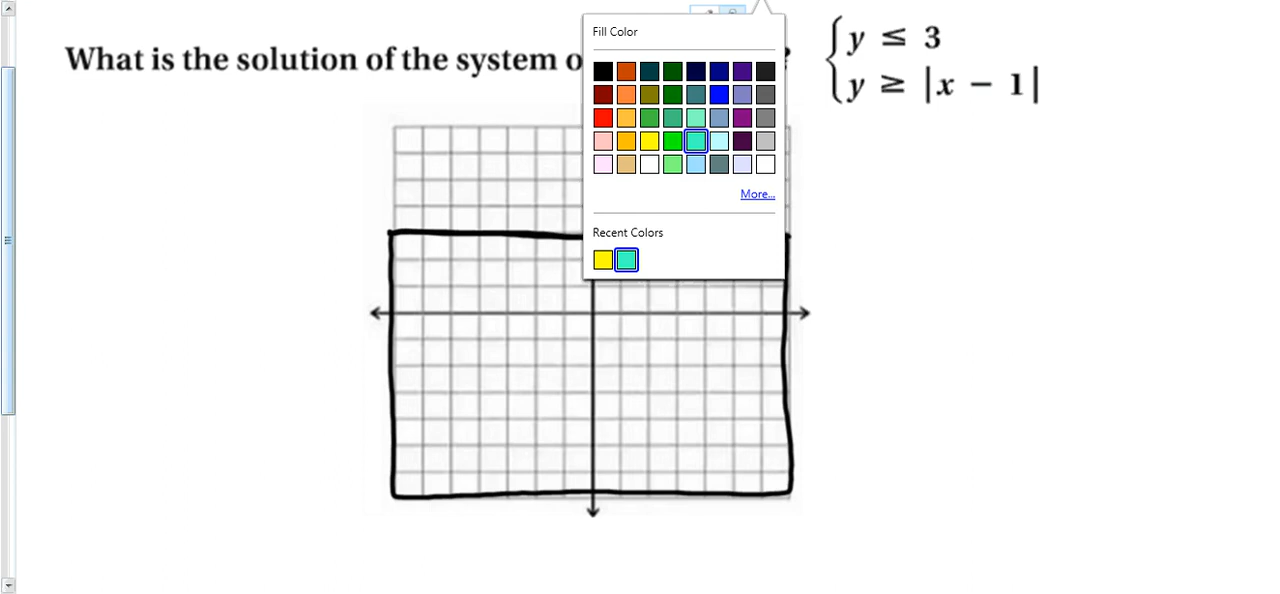 Fill Color
What is the solution of the system o ?
y ≤ 3
y ≥ |x − 1|
More...
Recent Colors